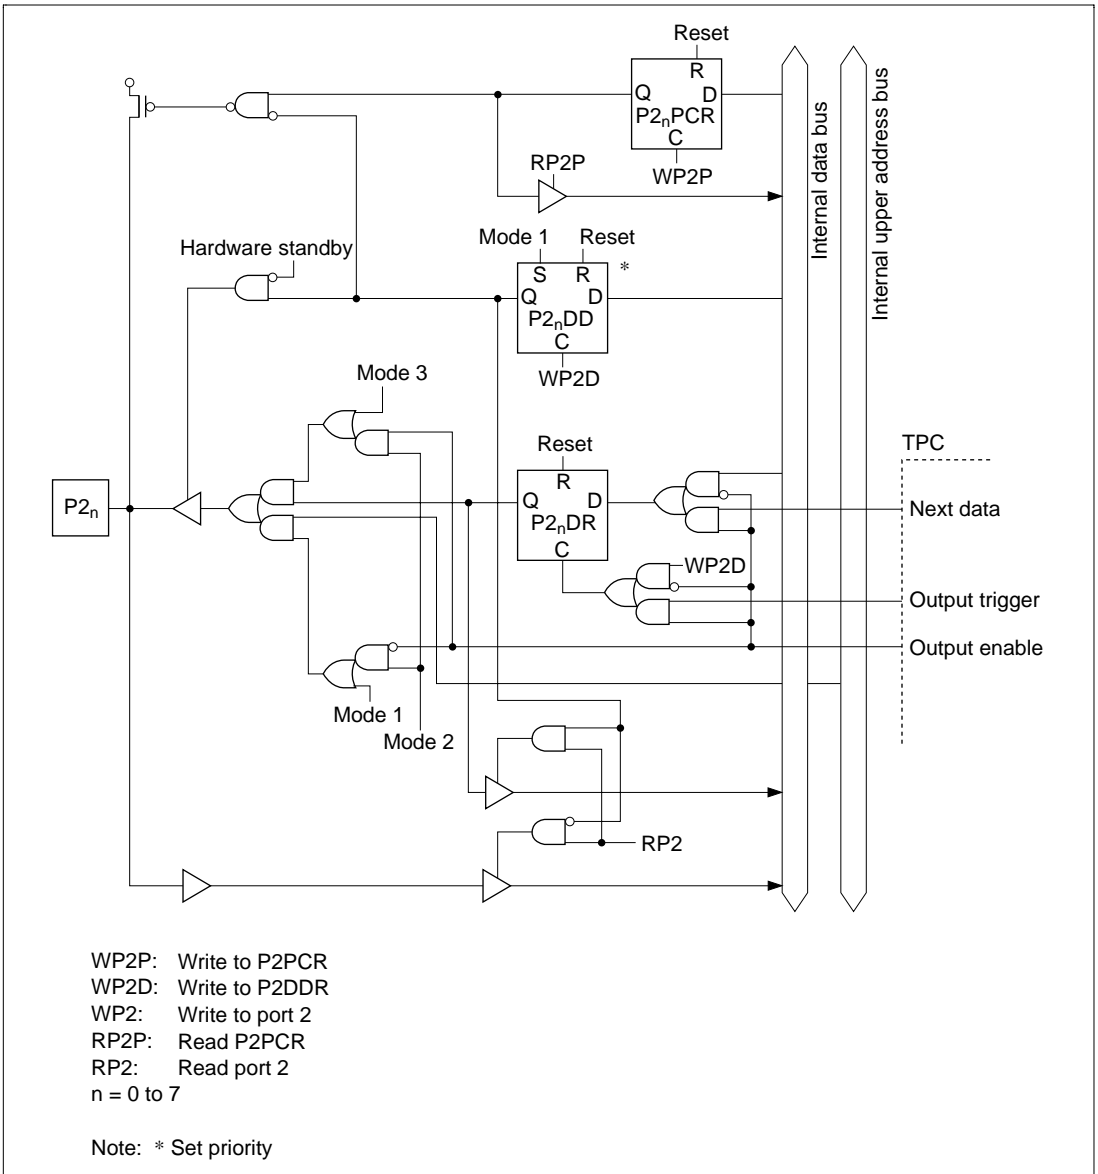 Reset
R
Q D
P2nPCR
C
WP2P
RP2P
Internal data bus
Internal upper address bus
Hardware standby
Mode 1 Reset
*
S R
Q D
P2nDD
C
WP2D
Mode 3
Reset
R
Q D
P2nDR
C
TPC
P2n
Next data
WP2D
Output trigger
Output enable
Mode 1
Mode 2
RP2
WP2P: Write to P2PCR
WP2D: Write to P2DDR
WP2: Write to port 2
RP2P: Read P2PCR
RP2: Read port 2
n = 0 to 7
Note: * Set priority